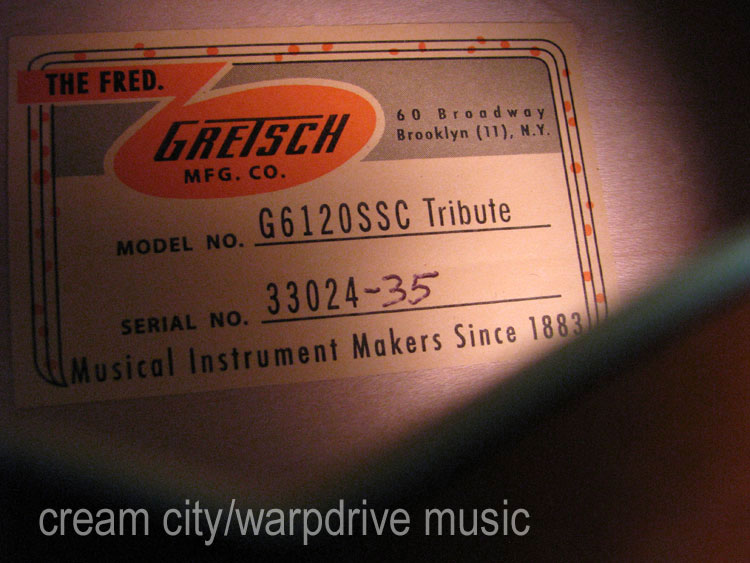 THE FRED.
GRETSCH
MFG. CO.
60 Broadway
Brooklyn (11), N.Y.
MODEL NO. G6120SSC Tribute
SERIAL NO. 33024-35
Musical Instrument Makers Since 1883
cream city/warpdrive music